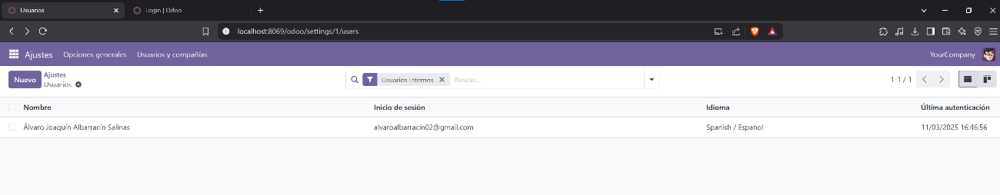 Usuarios
Login | Odoo
localhost:8069/odoo/settings/1/users
Ajustes Opciones generales Usuarios y compañías YourCompany
Nuevo Ajustes
Usuarios
Usuarios internos Buscar... 1-1 / 1
Nombre Inicio de sesión Idioma Última autenticación
Álvaro Joaquín Albarracín Salinas alvaroalbarracin02@gmail.com Spanish / Español 11/03/2025 16:46:56